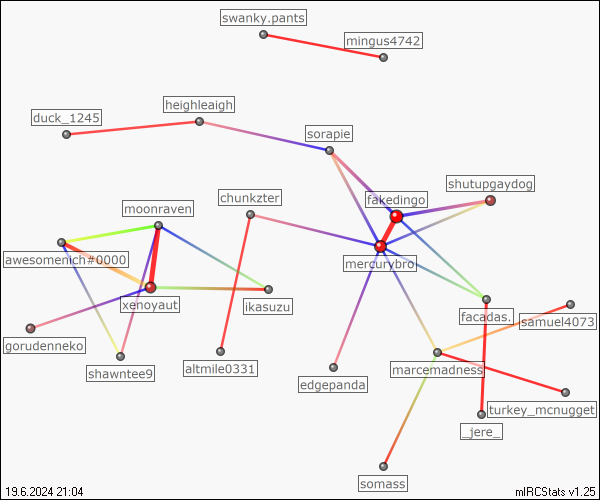 swanky.pants
mingus4742
heighleaigh
duck_1245
sorapie
shutupgaydog
fakedingo
chunkzter
moonraven
awesomenich#0000
mercurybro
xenoyaut
ikasuzu
facadas.
samuel4073
gorudenneko
shawntee9
altmile0331
marcemadness
edgepanda
turkey_mcnugget
_jere_
somass
19.6.2024 21:04
mIRCStats v1.25